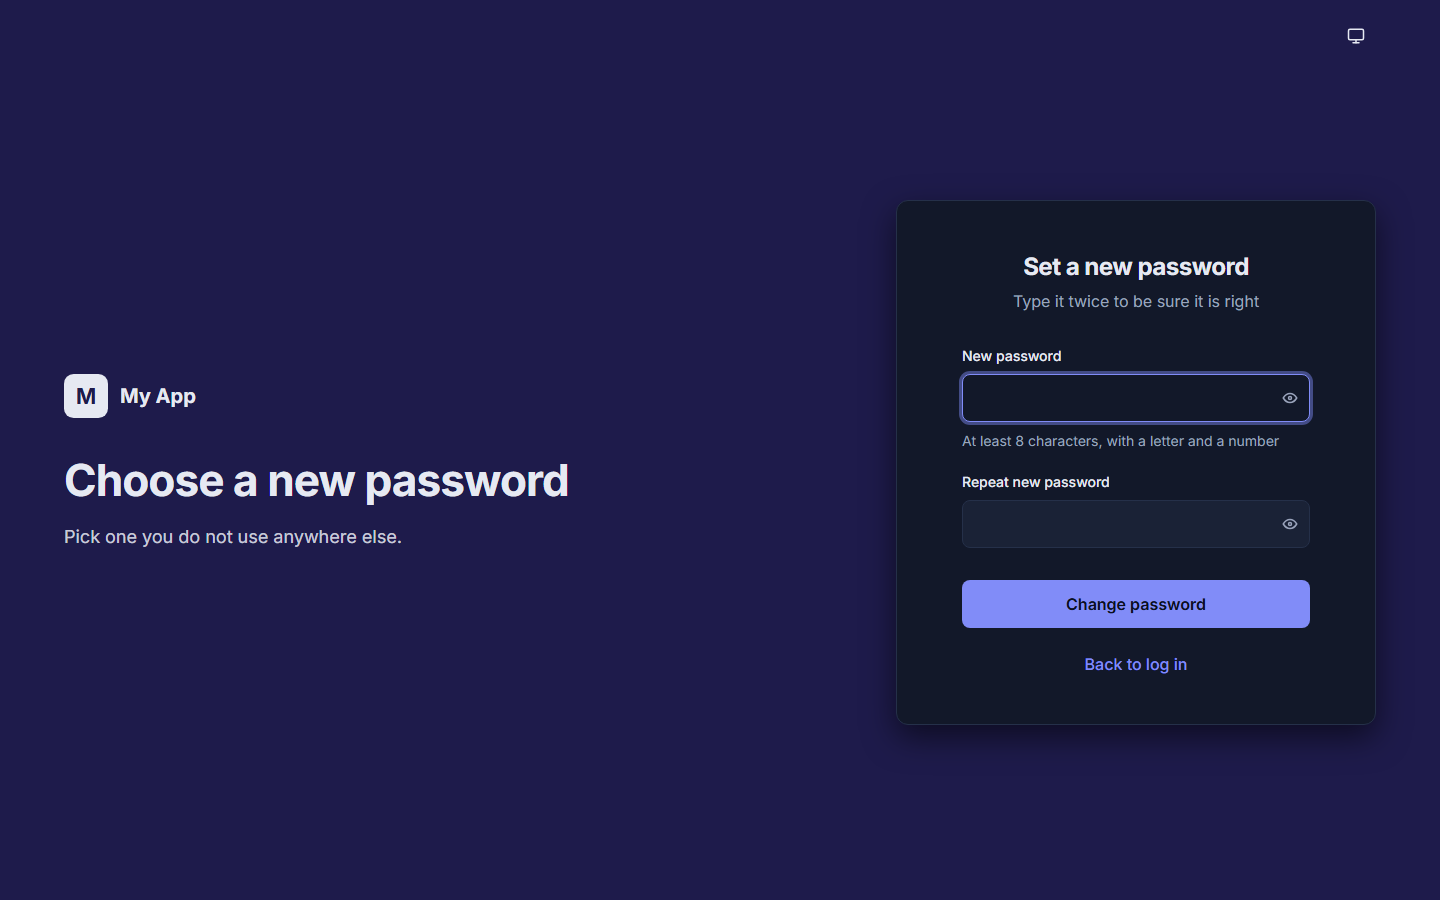 M
My App
Choose a new password
Pick one you do not use anywhere else.
Set a new password
Type it twice to be sure it is right
New password
At least 8 characters, with a letter and a number
Repeat new password
Change password
Back to log in